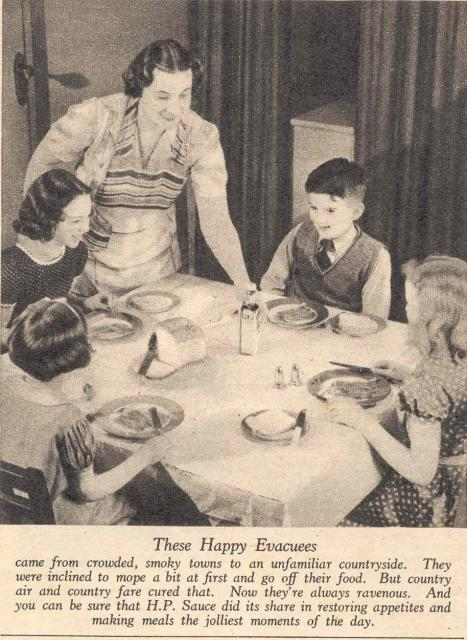 H.P.
These Happy Evacuees
came from crowded, smoky towns to an unfamiliar countryside. They
were inclined to mope a bit at first and go off their food. But country
air and country fare cured that. Now they're always ravenous. And
you can be sure that H.P. Sauce did its share in restoring appetites and
making meals the jolliest moments of the day.